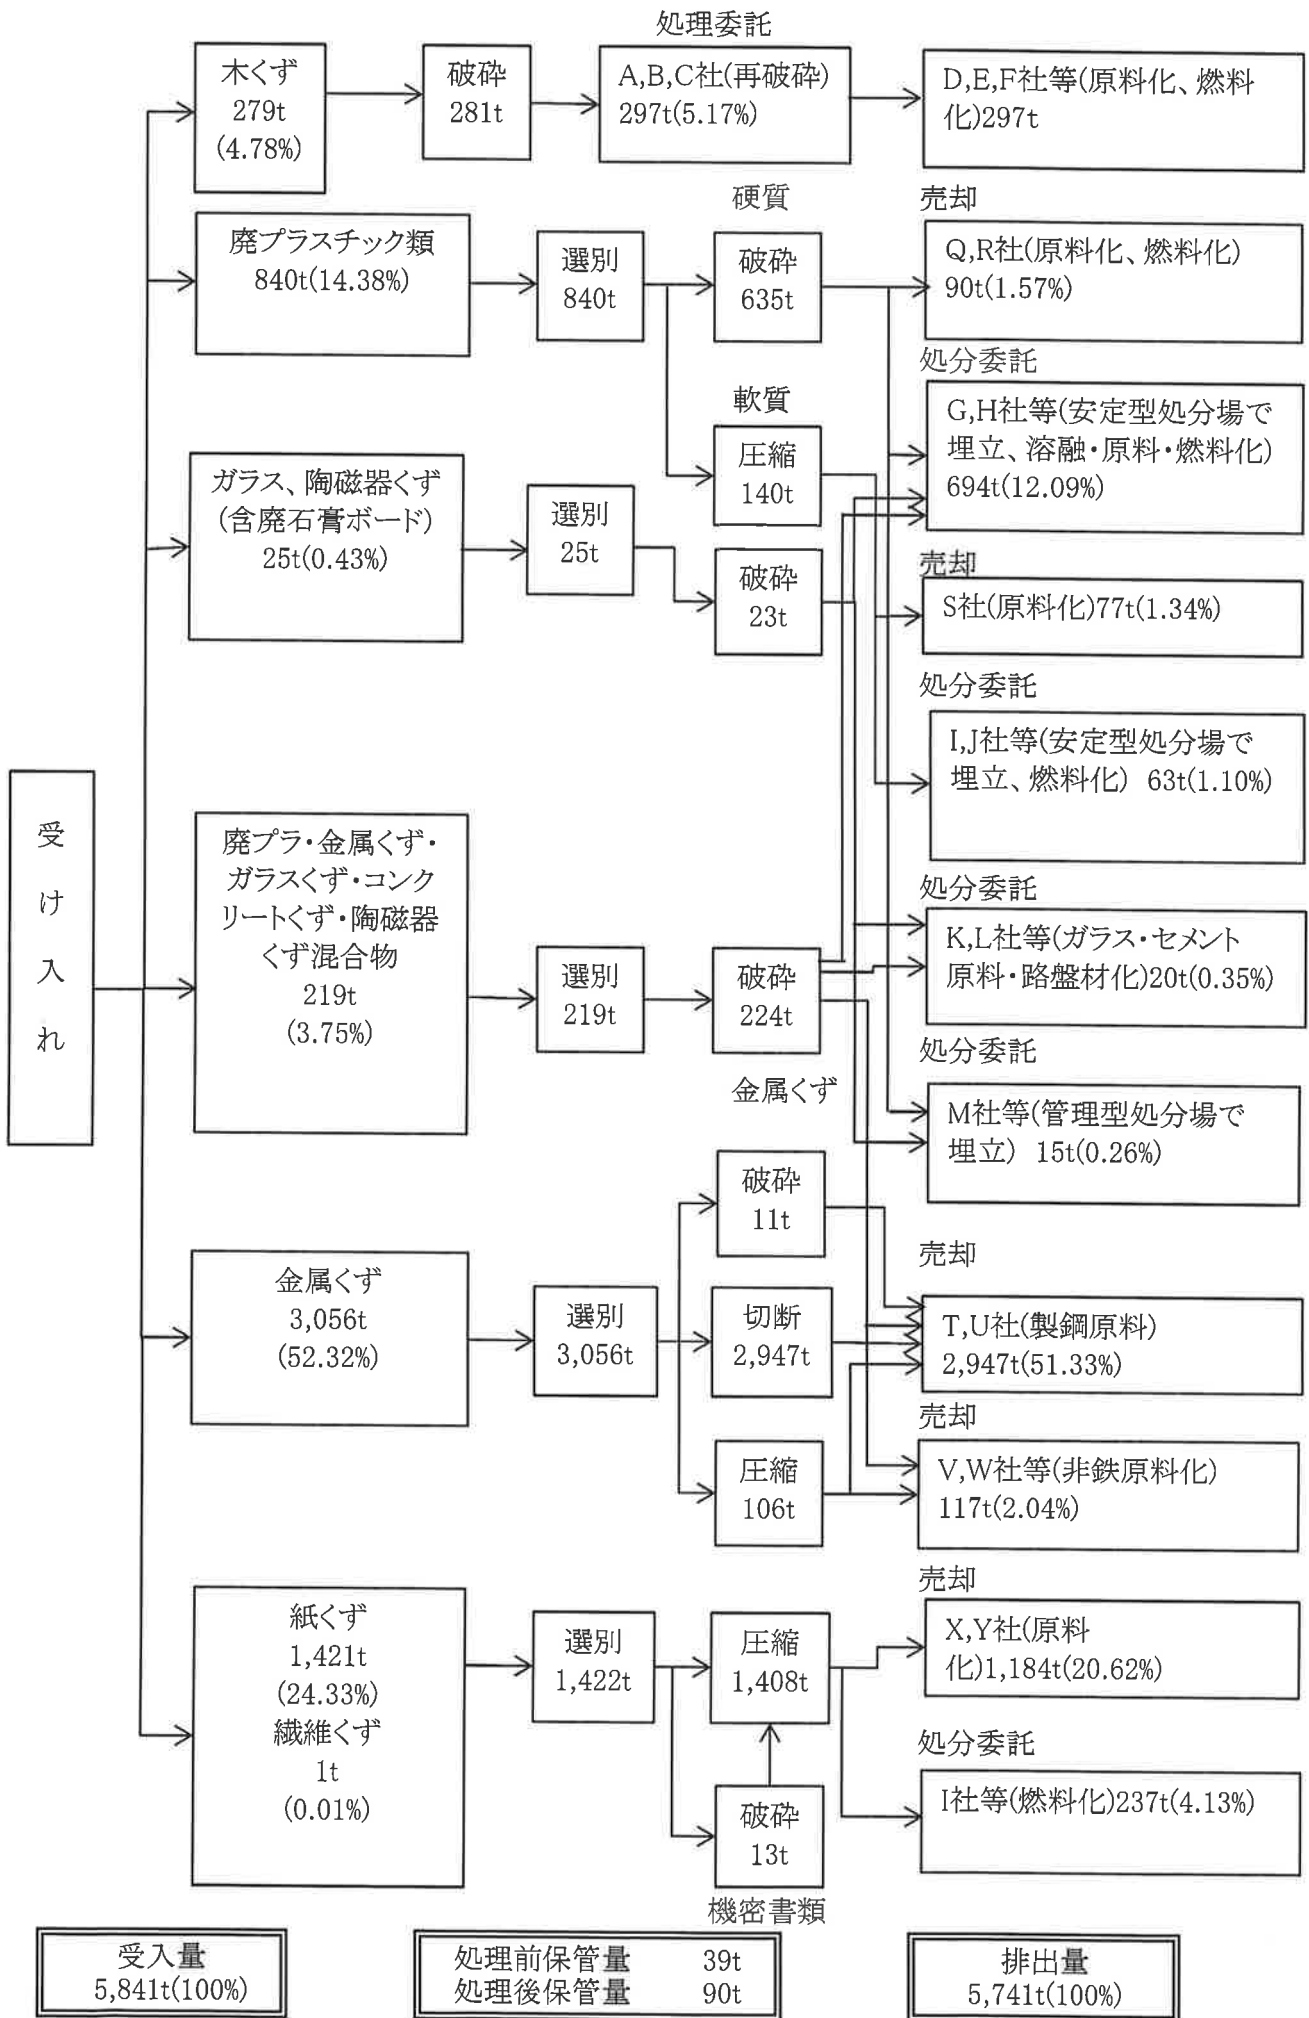 処理委託
木くず
279t
(4.78%)
破砕
281t
A,B,C社(再破砕)
297t(5.17%)
D,E,F社等(原料化、燃料
化)297t
硬質
売却
廃プラスチック類
840t(14.38%)
選別
840t
破砕
635t
Q,R社(原料化、燃料化)
90t(1.57%)
処分委託
軟質
G,H社等(安定型処分場で
埋立、溶融・原料・燃料化)
694t(12.09%)
圧縮
140t
ガラス、陶磁器くず
(含廃石膏ボード)
25t(0.43%)
選別
25t
破砕
23t
売却
S社(原料化)77t(1.34%)
処分委託
I,J社等(安定型処分場で
埋立、燃料化) 63t(1.10%)
受け入れ
廃プラ・金属くず・
ガラスくず・コンク
リートくず・陶磁器
くず混合物
219t
(3.75%)
選別
219t
破砕
224t
処分委託
K,L社等(ガラス・セメント
原料・路盤材化)20t(0.35%)
処分委託
金属くず
M社等(管理型処分場で
埋立) 15t(0.26%)
破砕
11t
売却
金属くず
3,056t
(52.32%)
選別
3,056t
切断
2,947t
T,U社(製鋼原料)
2,947t(51.33%)
売却
圧縮
106t
V,W社等(非鉄原料化)
117t(2.04%)
売却
紙くず
1,421t
(24.33%)
繊維くず
1t
(0.01%)
選別
1,422t
圧縮
1,408t
X,Y社(原料
化)1,184t(20.62%)
処分委託
破砕
13t
I社等(燃料化)237t(4.13%)
機密書類
受入量
5,841t(100%)
処理前保管量 39t
処理後保管量 90t
排出量
5,741t(100%)